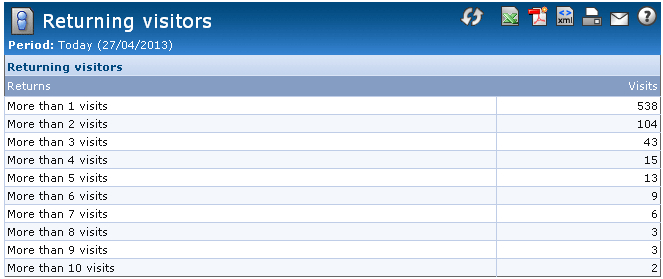 Returning visitors
xml
?
Period: Today (27/04/2013)
Returning visitors
Returns Visits
More than 1 visits 538
More than 2 visits 104
More than 3 visits 43
More than 4 visits 15
More than 5 visits 13
More than 6 visits 9
More than 7 visits 6
More than 8 visits 3
More than 9 visits 3
More than 10 visits 2